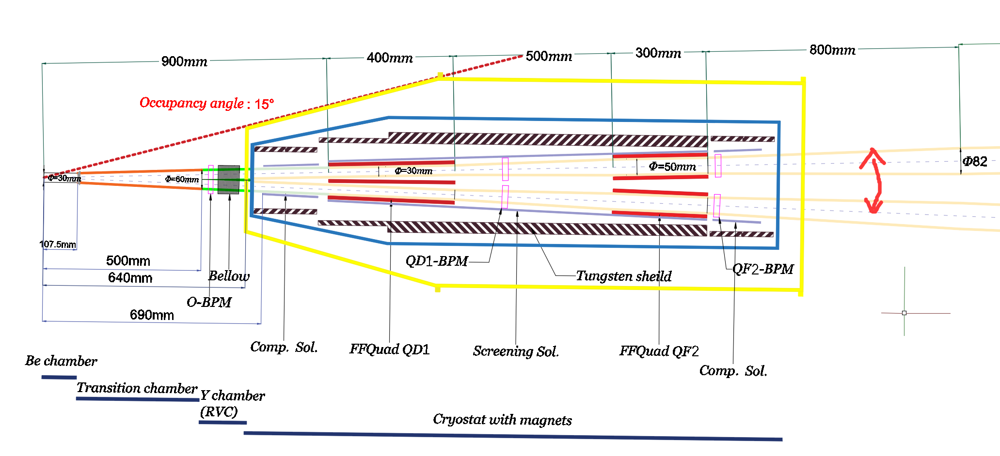 900mm
400mm
500mm
300mm
800mm
Occupancy angle : 15°
Φ=30mm
Φ=60mm
Φ=30mm
Φ=50mm
Φ82
107.5mm
500mm
640mm
690mm
Bellow
O-BPM
QD1-BPM
Tungsten sheild
QF2-BPM
Comp. Sol.
FFQuad QD1
Screening Sol.
FFQuad QF2
Comp. Sol.
Be chamber
Transition chamber
Y chamber
(RVC)
Cryostat with magnets